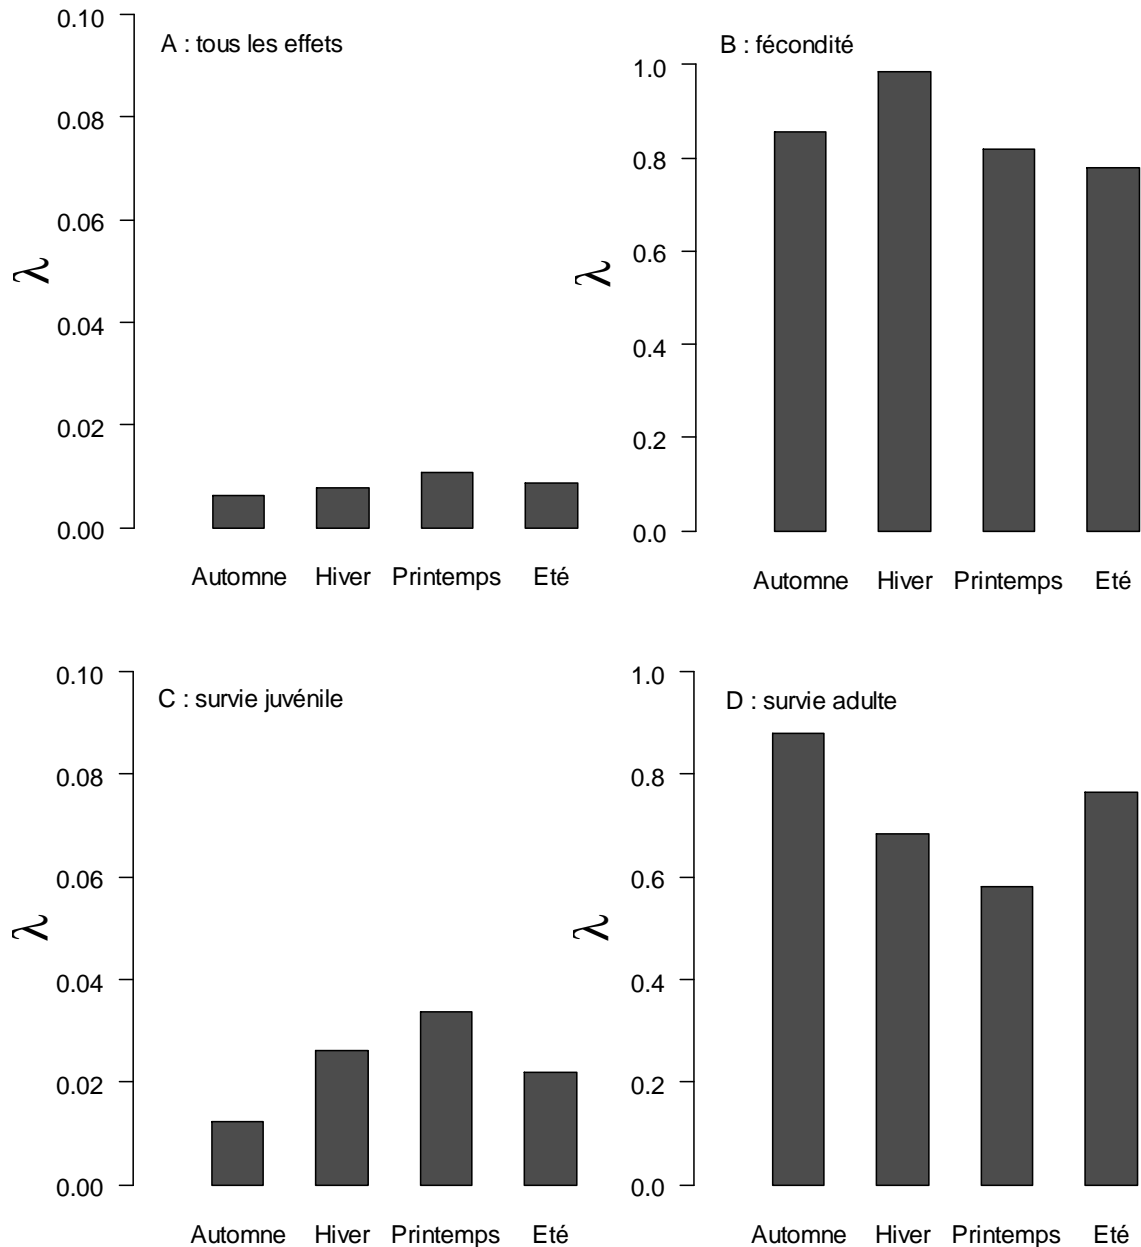 A : tous les effets
0.10
0.08
0.06
0.04
0.02
0.00
λ
Automne Hiver Printemps Eté
B : fécondité
1.0
0.8
0.6
0.4
0.2
0.0
λ
Automne Hiver Printemps Eté
C : survie juvénile
0.10
0.08
0.06
0.04
0.02
0.00
λ
Automne Hiver Printemps Eté
D : survie adulte
1.0
0.8
0.6
0.4
0.2
0.0
λ
Automne Hiver Printemps Eté